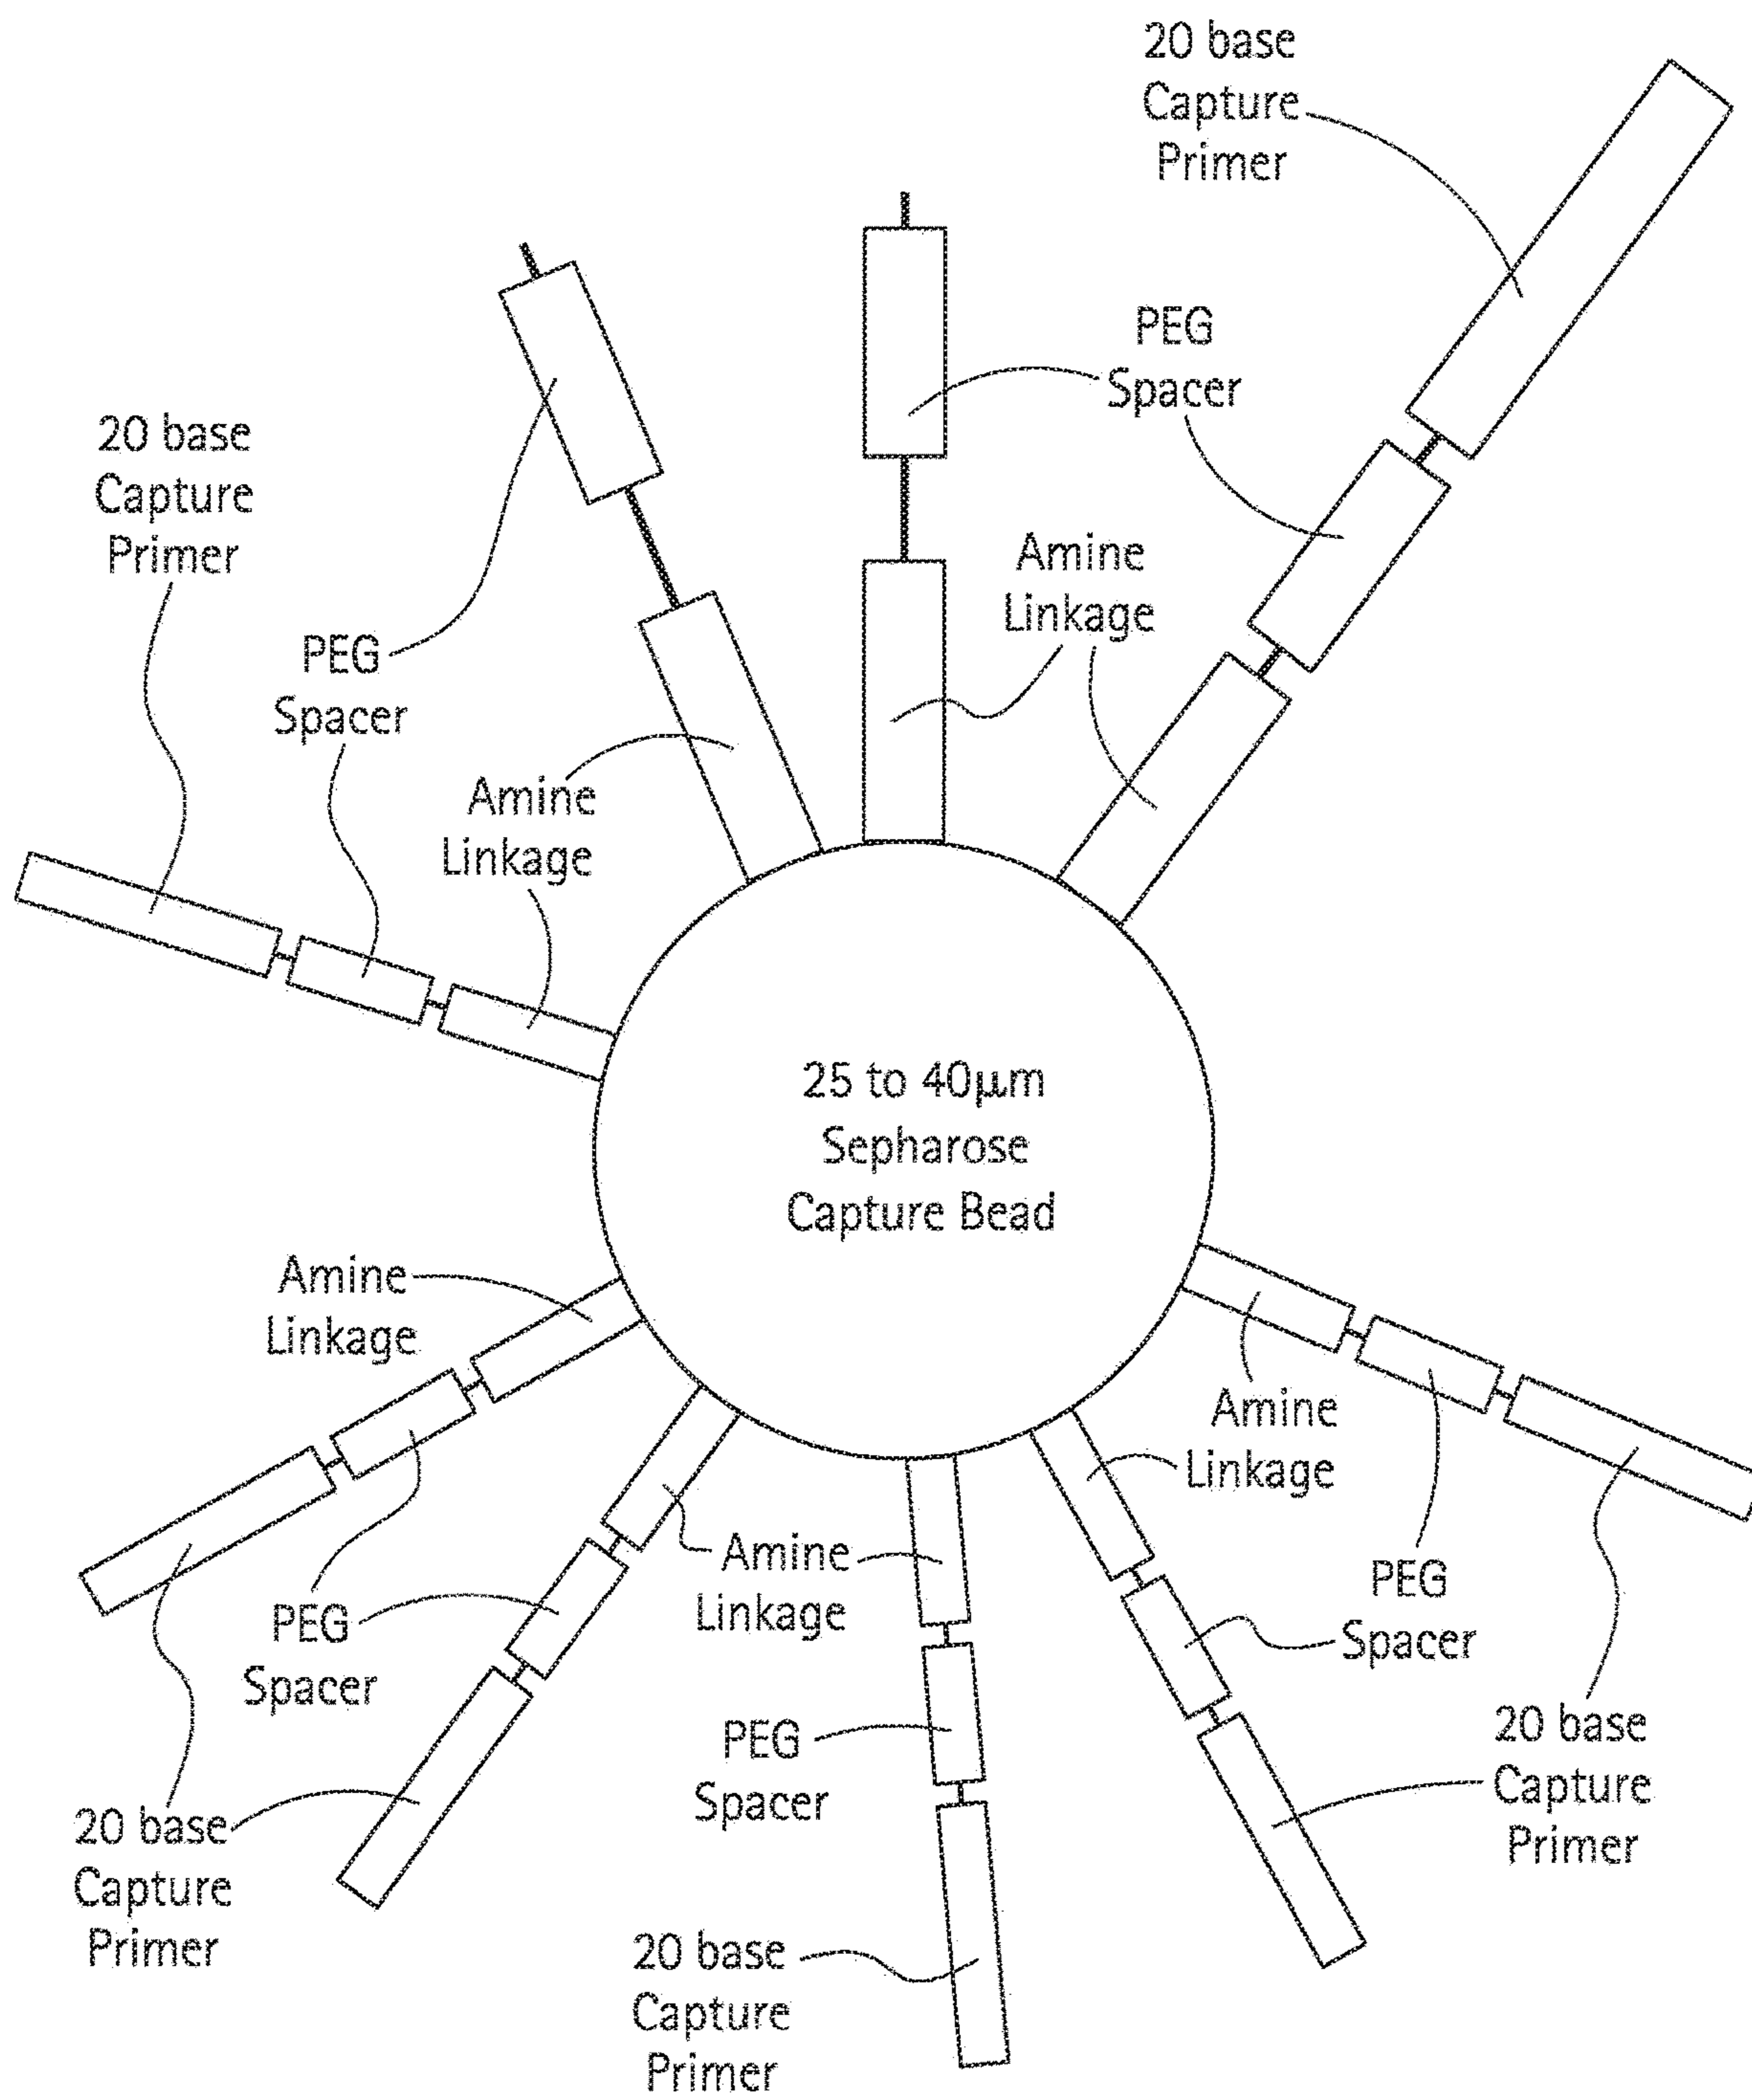 20 base
Capture
Primer
PEG
Spacer
20 base
Capture
Primer
Amine
Linkage
PEG
Spacer
Amine
Linkage
25 to 40µm
Sepharose
Capture Bead
Amine
Linkage
Amine
Linkage
Amine
Linkage
PEG
Spacer
PEG
Spacer
PEG
Spacer
20 base
Capture
Primer
20 base
Capture
Primer
20 base
Capture
Primer